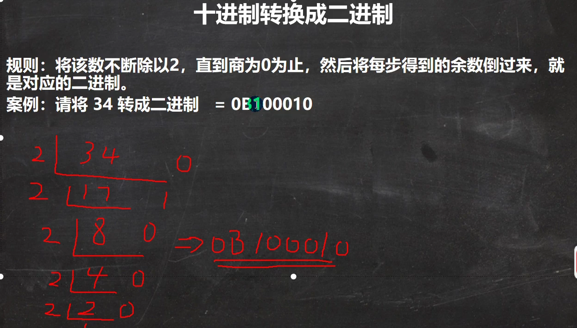 十进制转换成二进制
规则：将该数不断除以2，直到商为0为止，然后将每步得到的余数倒过来，就
是对应的二进制。
案例：请将 34 转成二进制 = 0B100010
2 34 0
2 17 1
2 8 0 => 0B100010
2 4 0
2 2 0